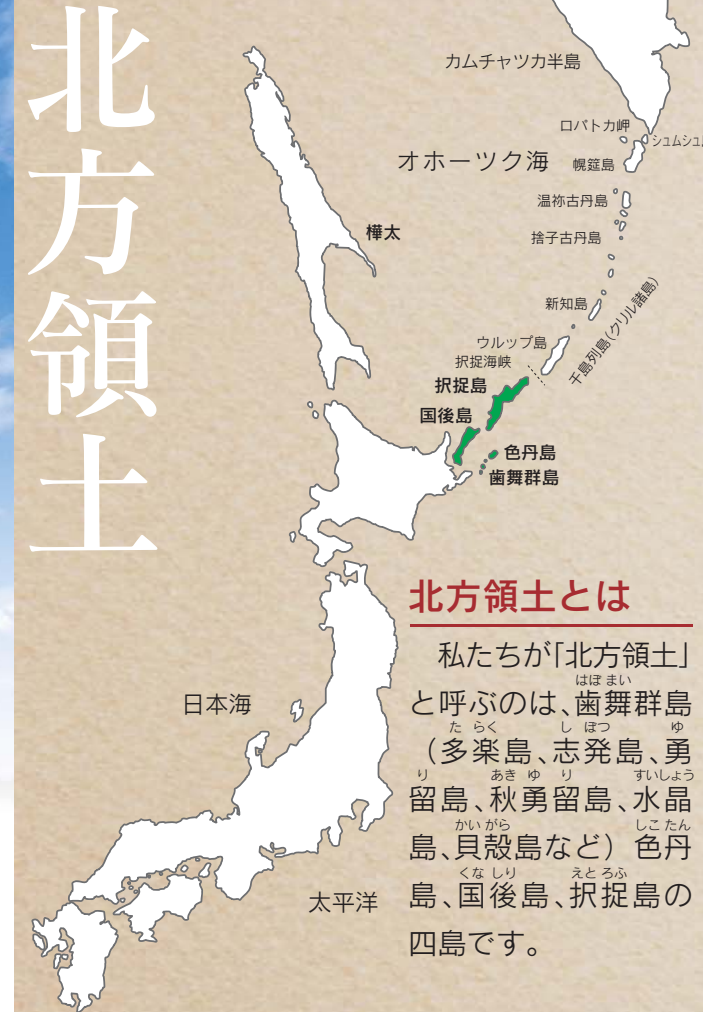 北方領土
カムチャツカ半島
ロパトカ岬
シュムシュ
オホーツク海
幌筵島
温祢古丹島
捨子古丹島
樺太
新知島
千島列島(クリル諸島)
ウルップ島
択捉海峡
択捉島
国後島
色丹島
歯舞群島
北方領土とは
私たちが「北方領土」
はぼまい
と呼ぶのは、歯舞群島
たらく しぼつ ゆ
(多楽島、志発島、勇
り あきゆり すいしょう
留島、秋勇留島、水晶
かいがら しこたん
島、貝殻島など)色丹
くなしり えとろふ
島、国後島、択捉島の
四島です。
日本海
太平洋